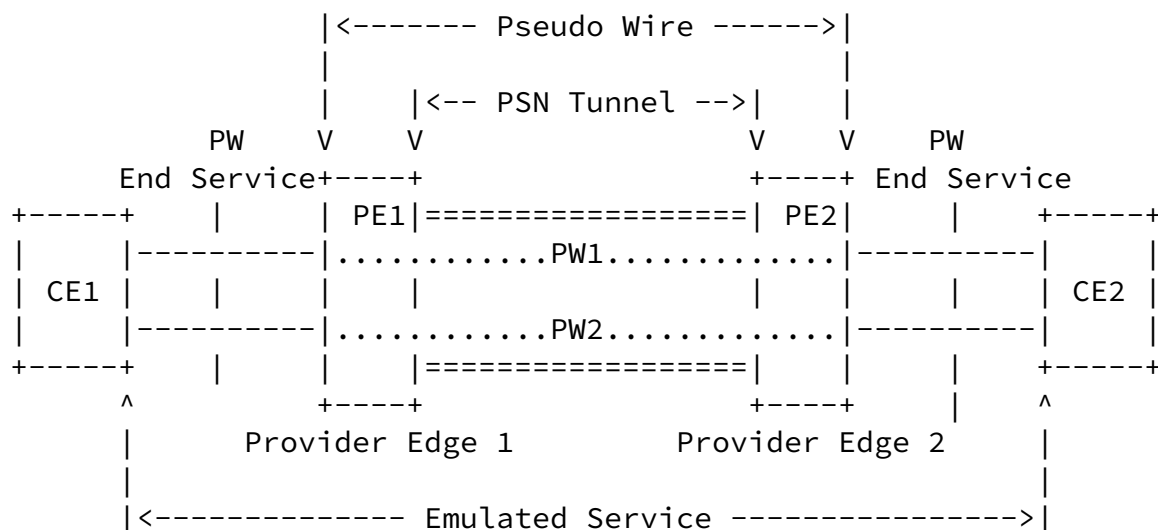 |<------- Pseudo Wire ------>|
|                            |
|    |<-- PSN Tunnel -->|    |
PW    V    V                  V    V    PW
End Service+----+                  +----+ End Service
+-----+    |     | PE1|==================| PE2|     |    +-----+
|     |----------|............PW1.............|----------|     |
| CE1 |    |     |    |                  |    |     |    | CE2 |
|     |----------|............PW2.............|----------|     |
+-----+    |     |    |==================|    |     |    +-----+
^          +----+                  +----+     |    ^
|      Provider Edge 1         Provider Edge 2     |
|                                                  |
|<-------------- Emulated Service ---------------->|